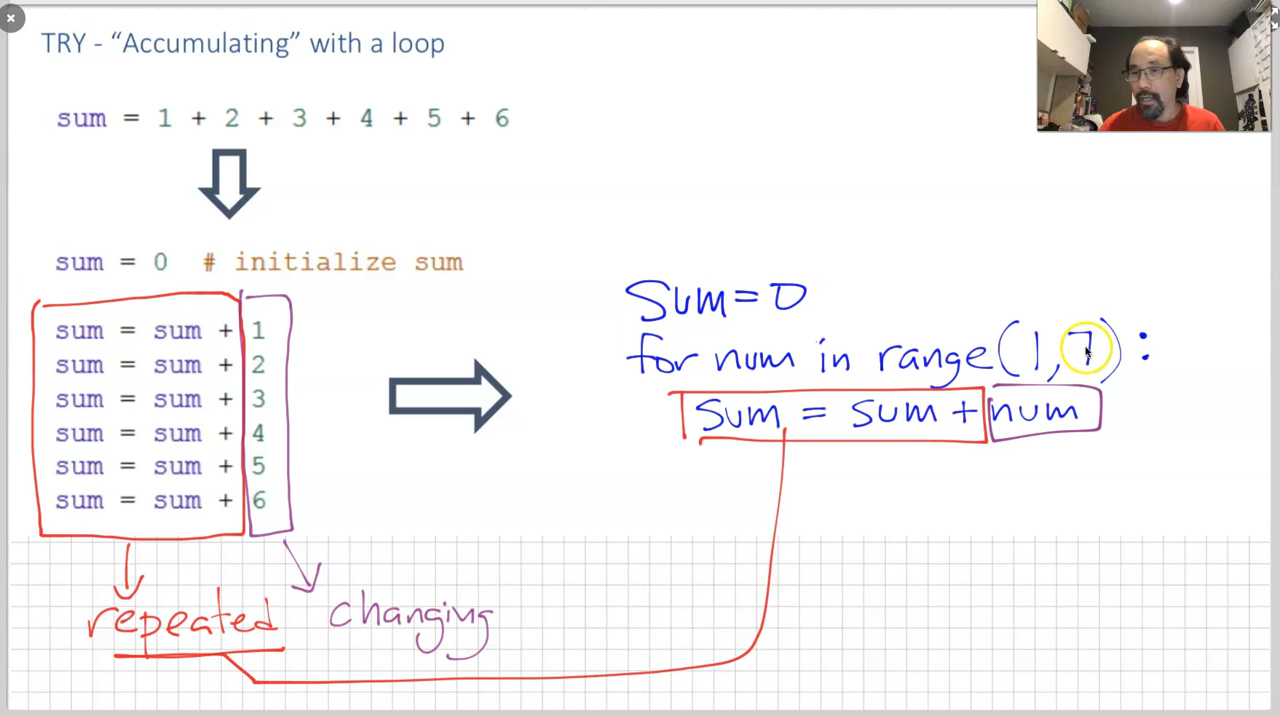 TRY - “Accumulating” with a loop
sum = 1 + 2 + 3 + 4 + 5 + 6
sum = 0 # initialize sum
sum = sum + 1
sum = sum + 2
sum = sum + 3
sum = sum + 4
sum = sum + 5
sum = sum + 6
repeated
changing
Sum = 0
for num in range (1,7) :
sum = sum + num